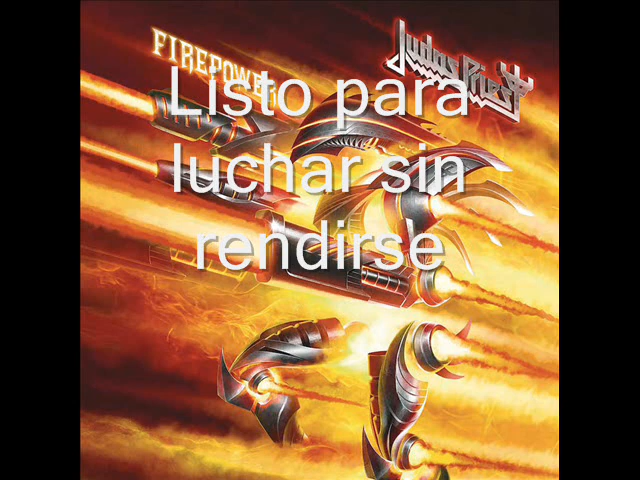 FIREPOWER
Judas Priest
Listo para
luchar sin
rendirse